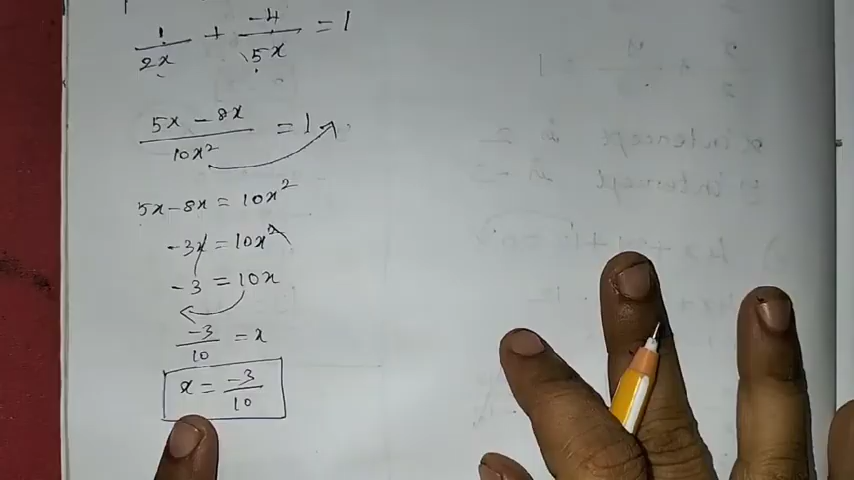 1/2x + -4/5x = 1
5x - 8x / 10x² = 1
5x - 8x = 10x²
-3x = 10x²
-3 = 10x
-3/10 = x
x = -3/10